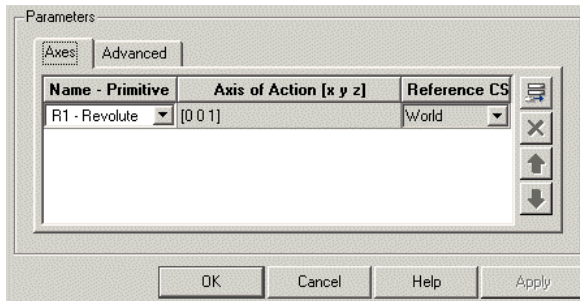 Parameters
Axes Advanced
Name - Primitive Axis of Action [x y z] Reference CS
R1 - Revolute [0 0 1] World
OK Cancel Help Apply